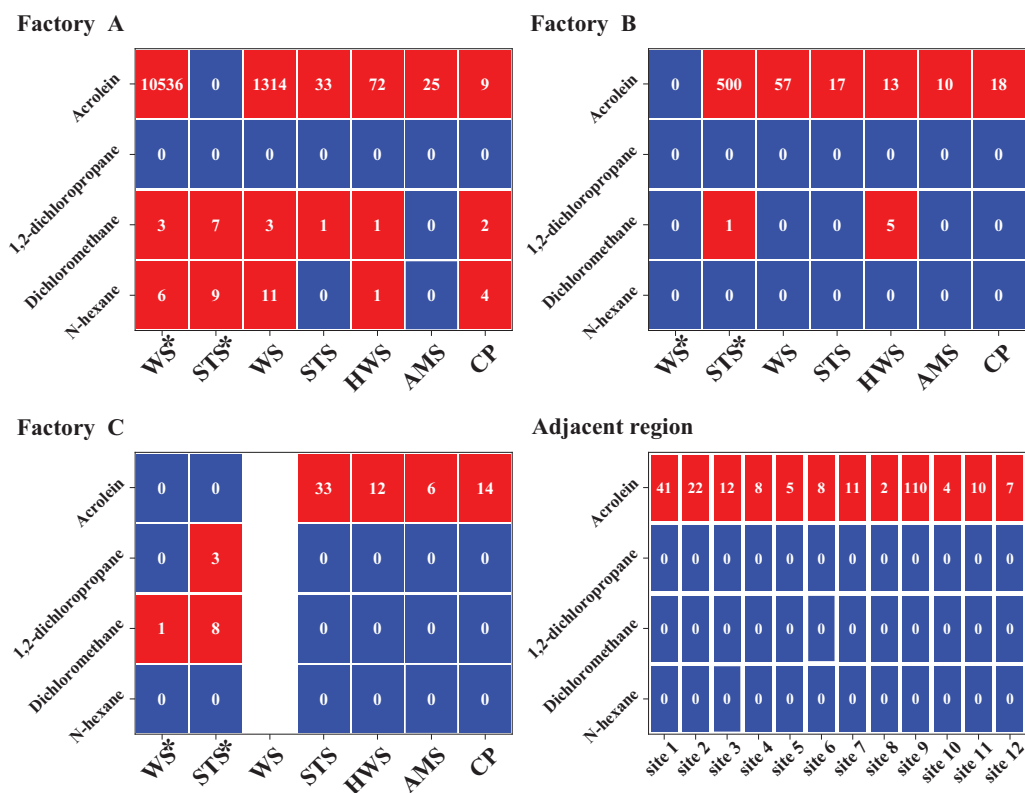 Factory A
Acrolein 10536 0 1314 33 72 25 9
1,2-dichloropropane 0 0 0 0 0 0 0
Dichloromethane 3 7 3 1 1 0 2
N-hexane 6 9 11 0 1 0 4
WS* STS* WS STS HWS AMS CP
Factory B
Acrolein 0 500 57 17 13 10 18
1,2-dichloropropane 0 0 0 0 0 0 0
Dichloromethane 0 1 0 0 5 0 0
N-hexane 0 0 0 0 0 0 0
WS* STS* WS STS HWS AMS CP
Factory C
Acrolein 0 0 33 12 6 14
1,2-dichloropropane 0 3 0 0 0 0
Dichloromethane 1 8 0 0 0 0
N-hexane 0 0 0 0 0 0
WS* STS* WS STS HWS AMS CP
Adjacent region
Acrolein 41 22 12 8 5 8 11 2 110 4 10 7
1,2-dichloropropane 0 0 0 0 0 0 0 0 0 0 0 0
Dichloromethane 0 0 0 0 0 0 0 0 0 0 0 0
N-hexane 0 0 0 0 0 0 0 0 0 0 0 0
site 1 site 2 site 3 site 4 site 5 site 6 site 7 site 8 site 9 site 10 site 11 site 12